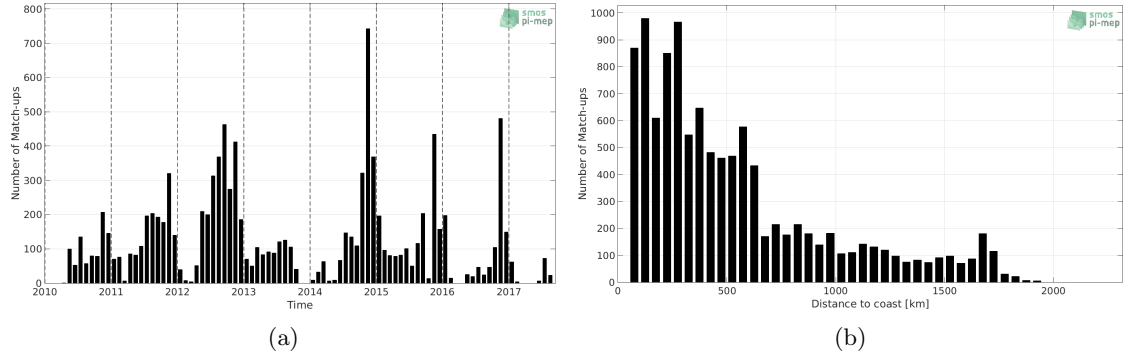 800
700
600
500
400
300
200
100
0
Number of Match-ups
2010 2011 2012 2013 2014 2015 2016 2017
Time
smos
pi-mep
(a)
1000
900
800
700
600
500
400
300
200
100
0
Number of Match-ups
0 500 1000 1500 2000
Distance to coast [km]
smos
pi-mep
(b)